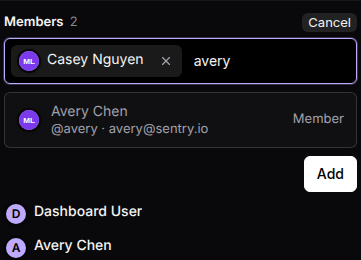 Members 2 Cancel
ML Casey Nguyen × avery
Avery Chen
ML @avery · avery@sentry.io Member
Add
D Dashboard User
A Avery Chen